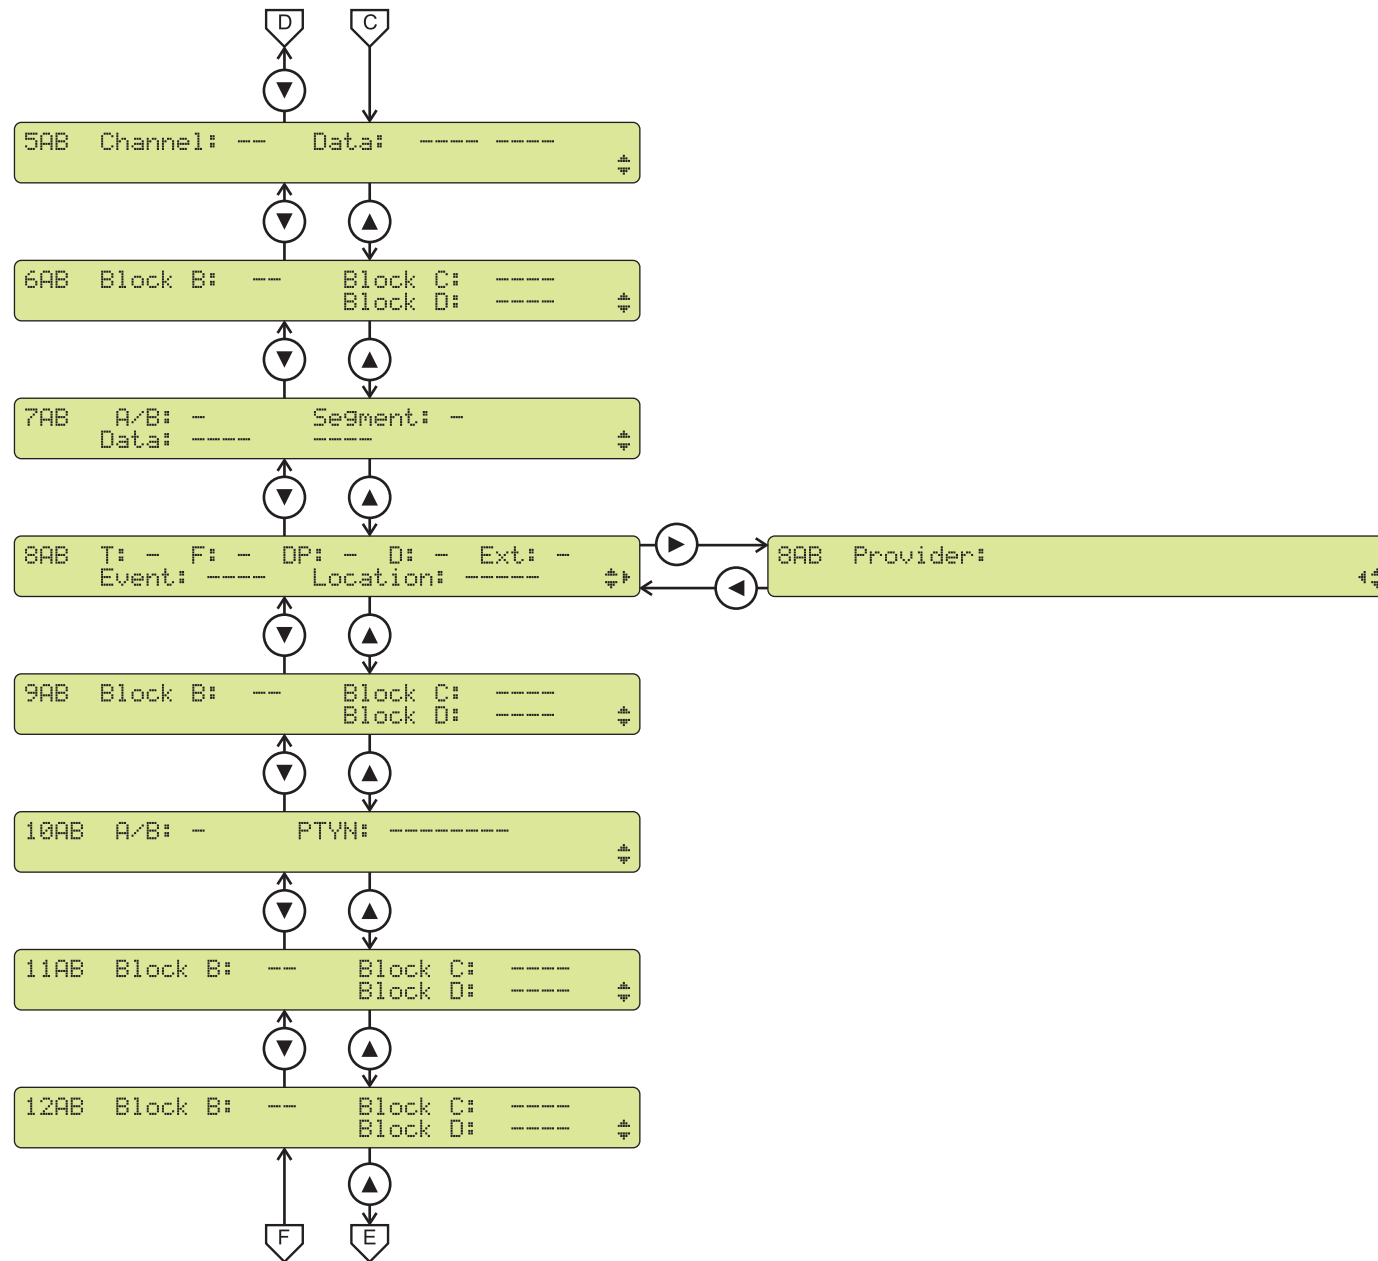 D C
5AB Channel: -- Data: ---- ----
6AB Block B: -- Block C: ----
Block D: ----
7AB A/B: - Segment: -
Data: ---- ----
8AB T: - F: - DP: - D: - Ext: -
Event: ---- Location: -----
8AB Provider:
9AB Block B: -- Block C: ----
Block D: ----
10AB A/B: - PTYN: --------
11AB Block B: -- Block C: ----
Block D: ----
12AB Block B: -- Block C: ----
Block D: ----
F E